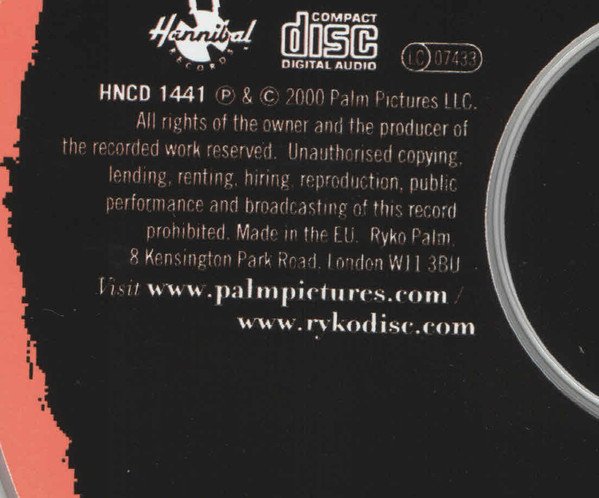 Hannibal
RECORDS
COMPACT
disc
DIGITAL AUDIO
LC 07433
HNCD 1441 ℗ & © 2000 Palm Pictures LLC.
All rights of the owner and the producer of
the recorded work reserved. Unauthorised copying,
lending, renting, hiring, reproduction, public
performance and broadcasting of this record
prohibited. Made in the EU. Ryko Palm,
8 Kensington Park Road, London W11 3BU
Visit www.palmpictures.com /
www.rykodisc.com